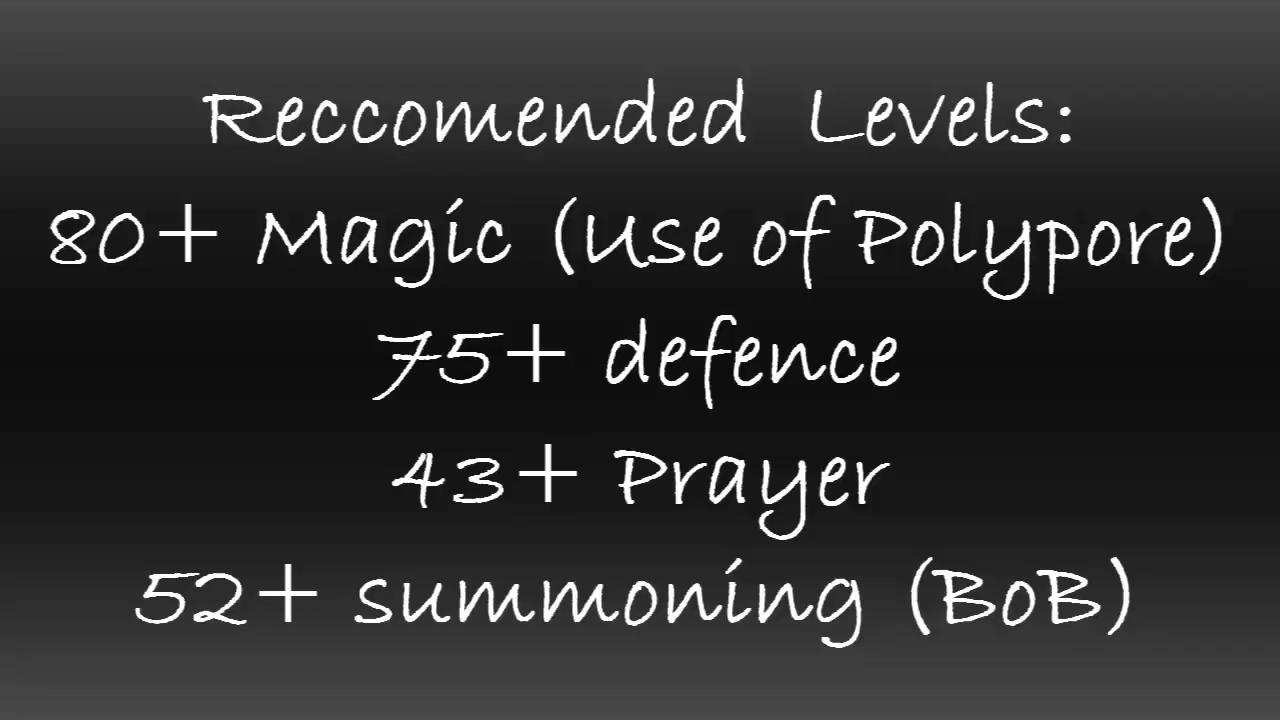 Reccomended Levels:
80+ Magic (Use of Polypore)
75+ defence
43+ Prayer
52+ summoning (BoB)